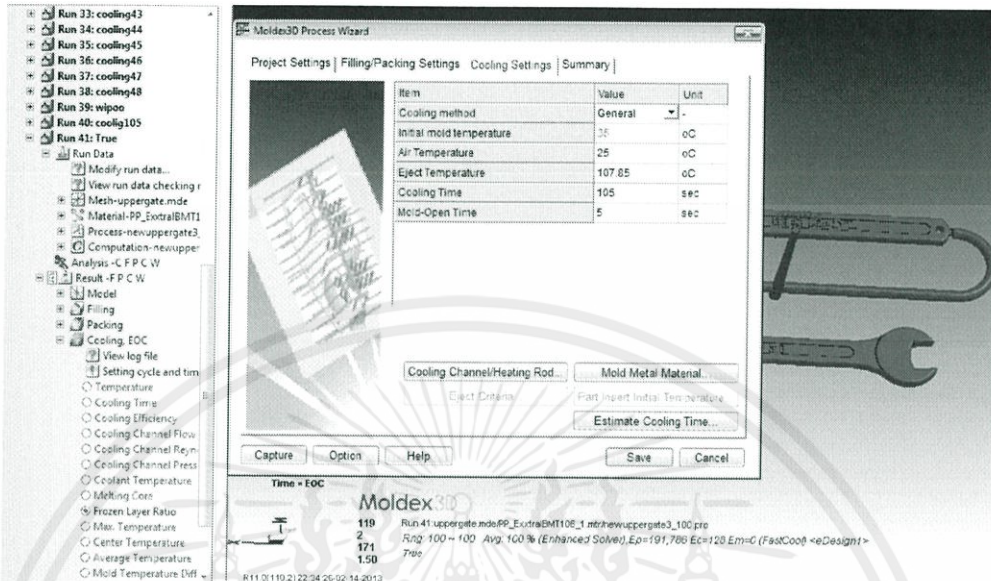 Run 33: cooling43
Run 34: cooling44
Run 35: cooling45
Run 36: cooling46
Run 37: cooling47
Run 38: cooling48
Run 39: wipoo
Run 40: coolig105
Run 41: True
Run Data
Modify run data...
View run data checking r
Mesh-uppergate.mde
Material-PP_ExxtralBMT1
Process-newuppergate3_
Computation-newupper
Analysis -C F P C W
Result -F P C W
Model
Filling
Packing
Cooling, EOC
View log file
Setting cycle and tim
Temperature
Cooling Time
Cooling Efficiency
Cooling Channel Flow
Cooling Channel Reyn
Cooling Channel Press
Coolant Temperature
Melting Core
Frozen Layer Ratio
Max. Temperature
Center Temperature
Average Temperature
Mold Temperature Diff
Moldex3D Process Wizard
Project Settings Filling/Packing Settings Cooling Settings Summary
Item Value Unit
Cooling method General -
Initial mold temperature 35 oC
Air Temperature 25 oC
Eject Temperature 107.85 oC
Cooling Time 105 sec
Mold-Open Time 5 sec
Cooling Channel/Heating Rod... Mold Metal Material...
Eject Criteria Part Insert Initial Temperature
Estimate Cooling Time...
Capture Option Help Save Cancel
Time = EOC
Moldex3D
119 Run 41:uppergate.mde/PP_ExxtralBMT108_1.mtr/newuppergate3_100.pro
2 Rng: 100 ~ 100 Avg: 100 % (Enhanced Solver),Ep=191,786 Ec=128 Em=0 (FastCool) <eDesign1>
171 True
1.50
R11.0(110.2) 22:34:26 02-14-2013